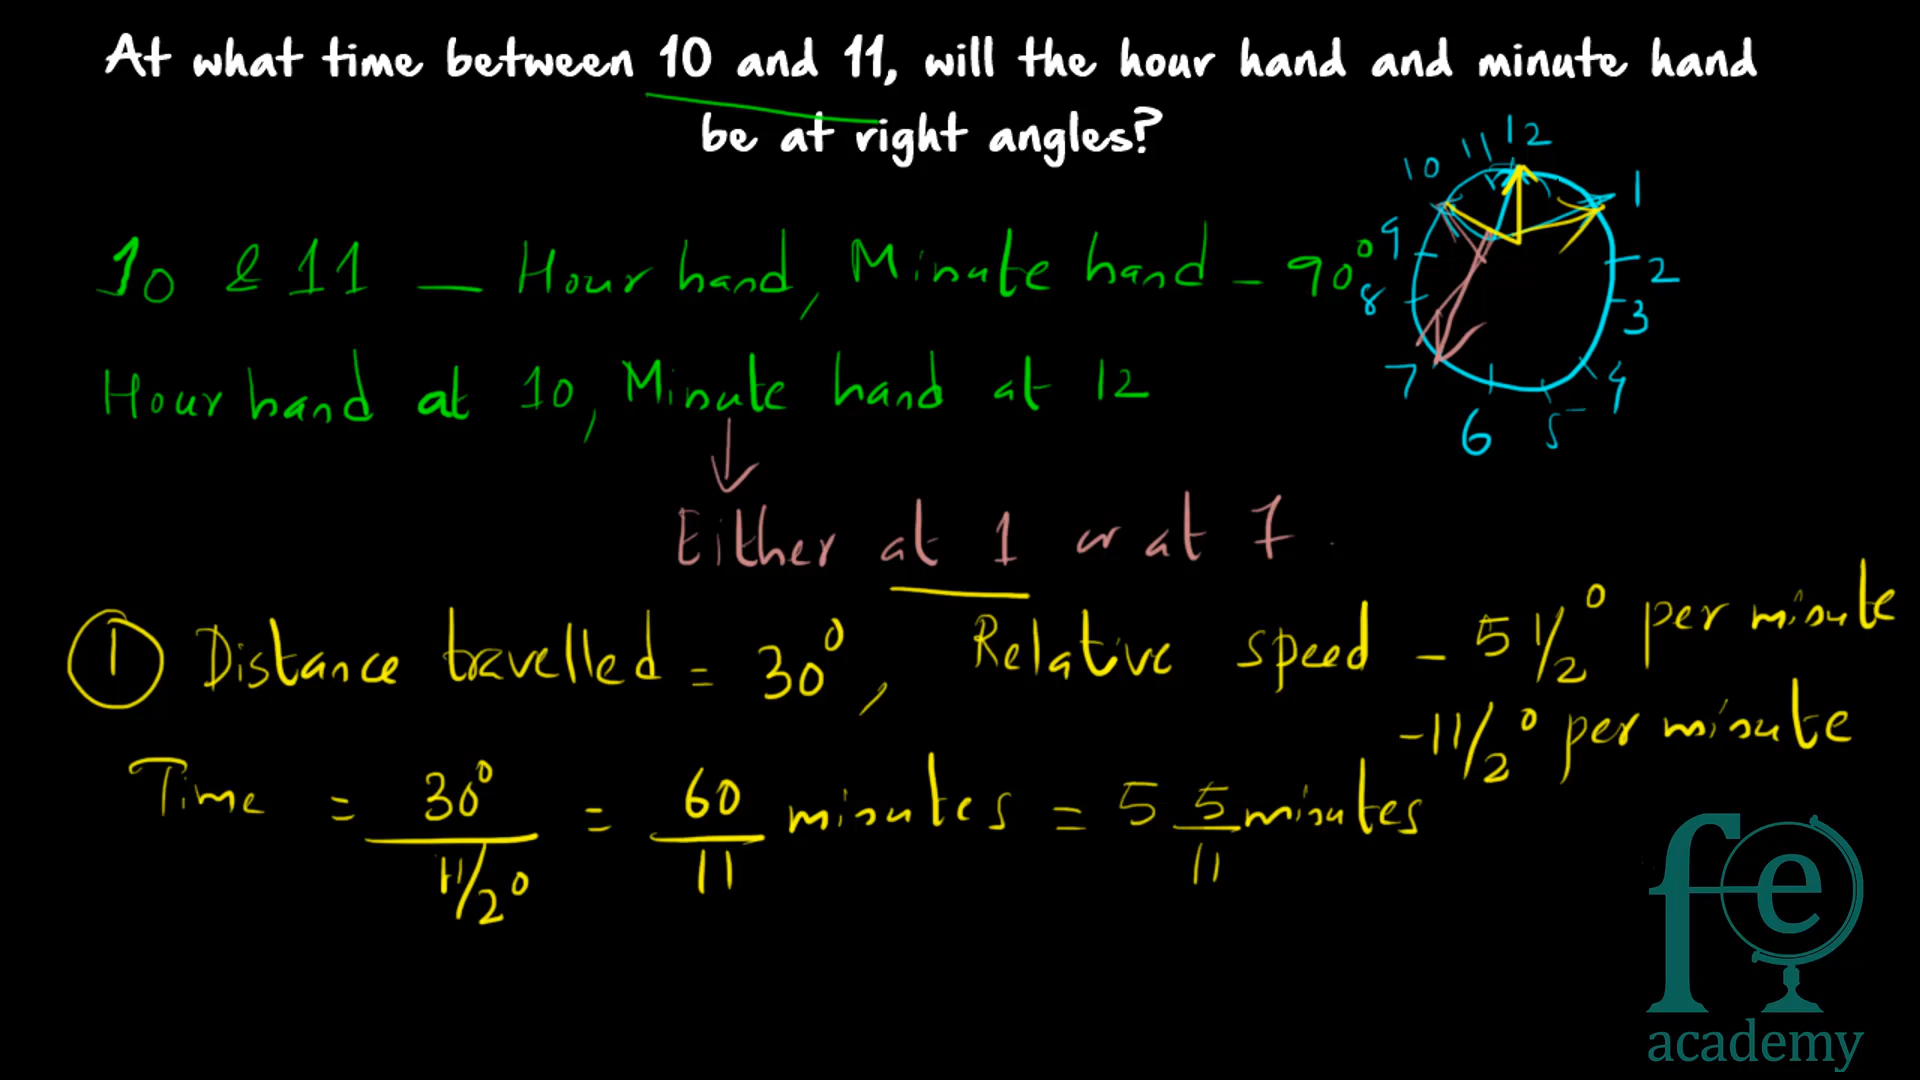 At what time between 10 and 11, will the hour hand and minute hand
be at right angles?
12
11
10
1
9
2
8
3
7
4
6
5
10 & 11 — Hour hand, Minute hand - 90°
Hour hand at 10, Minute hand at 12
Either at 1 or at 7.
① Distance travelled = 30°, Relative speed - 5 1/2° per minute
- 11/2° per minute
Time = 30° / 11/2° = 60/11 minutes = 5 5/11 minutes
fe
academy